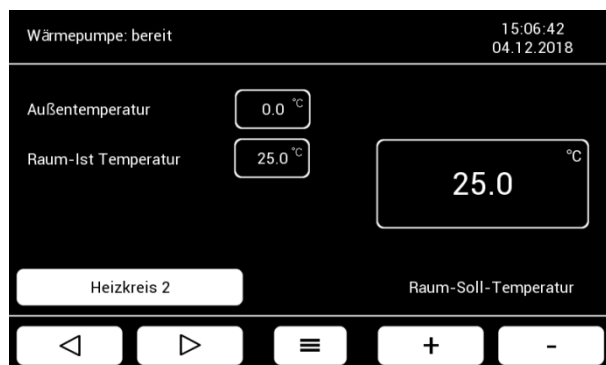 Wärmepumpe: bereit
15:06:42
04.12.2018
Außentemperatur
0.0 °C
Raum-Ist Temperatur
25.0 °C
°C
25.0
Heizkreis 2
Raum-Soll-Temperatur
+
-